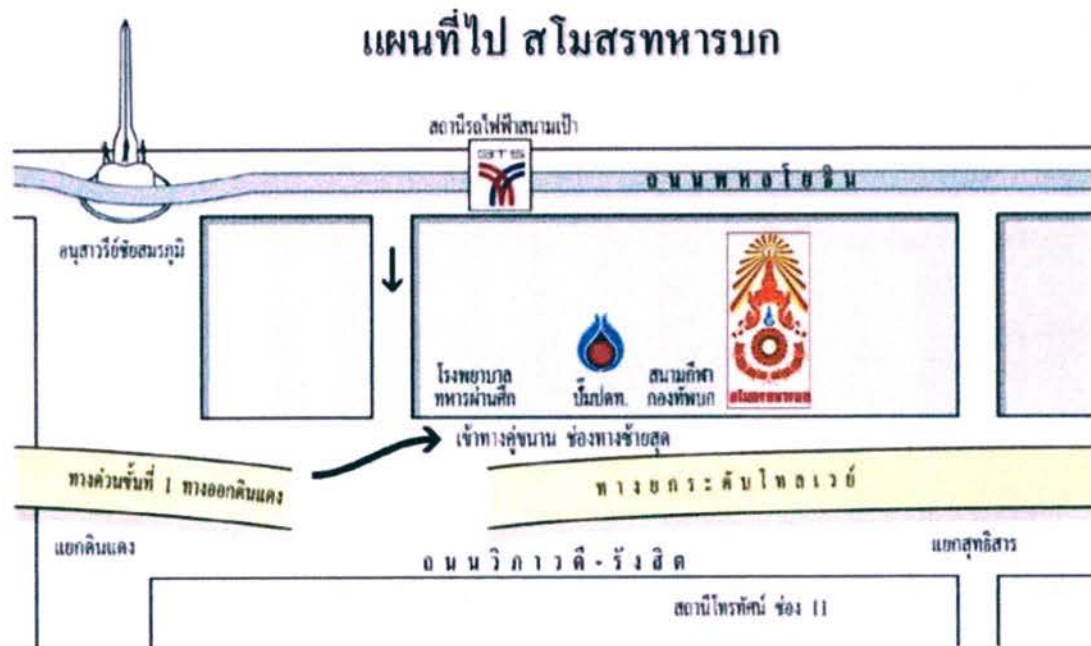 แผนที่ไป สโมสรทหารบก
สถานีรถไฟฟ้าสนามเป้า
BTS
ถนนพหลโยธิน
อนุสาวรีย์ชัยสมรภูมิ
โรงพยาบาล
ทหารผ่านศึก
ปั๊มปตท.
สนามกีฬา
กองทัพบก
สโมสรทหารบก
เข้าทางคู่ขนาน ช่องทางซ้ายสุด
ทางด่วนขั้นที่ 1 ทางออกดินแดง
ทางยกระดับโทลเวย์
แยกดินแดง
แยกสุทธิสาร
ถนนวิภาวดี-รังสิต
สถานีโทรทัศน์ ช่อง 11